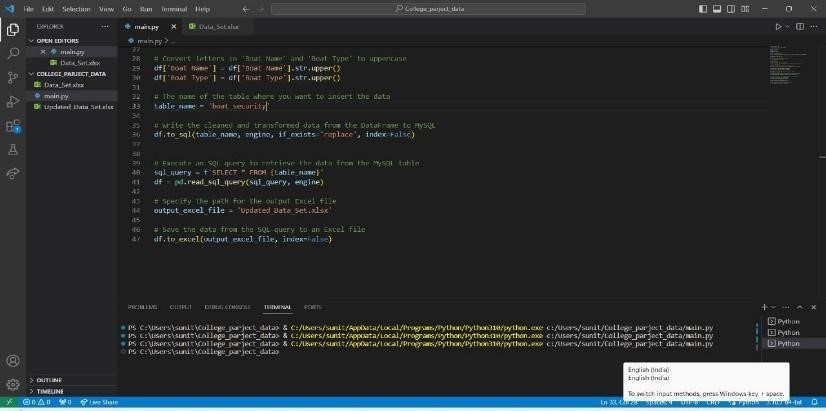 File Edit Selection View Go Run Terminal Help
College_parject_data
EXPLORER
OPEN EDITORS
main.py
Data_Set.xlsx
COLLEGE_PARJECT_DATA
Data_Set.xlsx
main.py
Updated_Data_Set.xlsx
OUTLINE
TIMELINE
main.py Data_Set.xlsx
main.py > ...
27
28 # Convert letters in 'Boat Name' and 'Boat Type' to uppercase
29 df['Boat Name'] = df['Boat Name'].str.upper()
30 df['Boat Type'] = df['Boat Type'].str.upper()
31
32 # The name of the table where you want to insert the data
33 table_name = 'boat_security'
34
35 # Write the cleaned and transformed data from the DataFrame to MySQL
36 df.to_sql(table_name, engine, if_exists='replace', index=False)
37
38
39 # Execute an SQL query to retrieve the data from the MySQL table
40 sql_query = f'SELECT * FROM {table_name}'
41 df = pd.read_sql_query(sql_query, engine)
42
43 # Specify the path for the output Excel file
44 output_excel_file = 'Updated_Data_Set.xlsx'
45
46 # Save the data from the SQL query to an Excel file
47 df.to_excel(output_excel_file, index=False)
PROBLEMS OUTPUT DEBUG CONSOLE TERMINAL PORTS
PS C:\Users\sunit\College_parject_data> & C:/Users/sunit/AppData/Local/Programs/Python/Python310/python.exe c:/Users/sunit/College_parject_data/main.py
PS C:\Users\sunit\College_parject_data> & C:/Users/sunit/AppData/Local/Programs/Python/Python310/python.exe c:/Users/sunit/College_parject_data/main.py
PS C:\Users\sunit\College_parject_data> & C:/Users/sunit/AppData/Local/Programs/Python/Python310/python.exe c:/Users/sunit/College_parject_data/main.py
PS C:\Users\sunit\College_parject_data>
Python
Python
Python
English (India)
English (India)
To switch input methods, press Windows key + space.
0 0 0 Live Share
Ln 33, Col 28 Spaces: 4 UTF-8 CRLF Python 64-bit